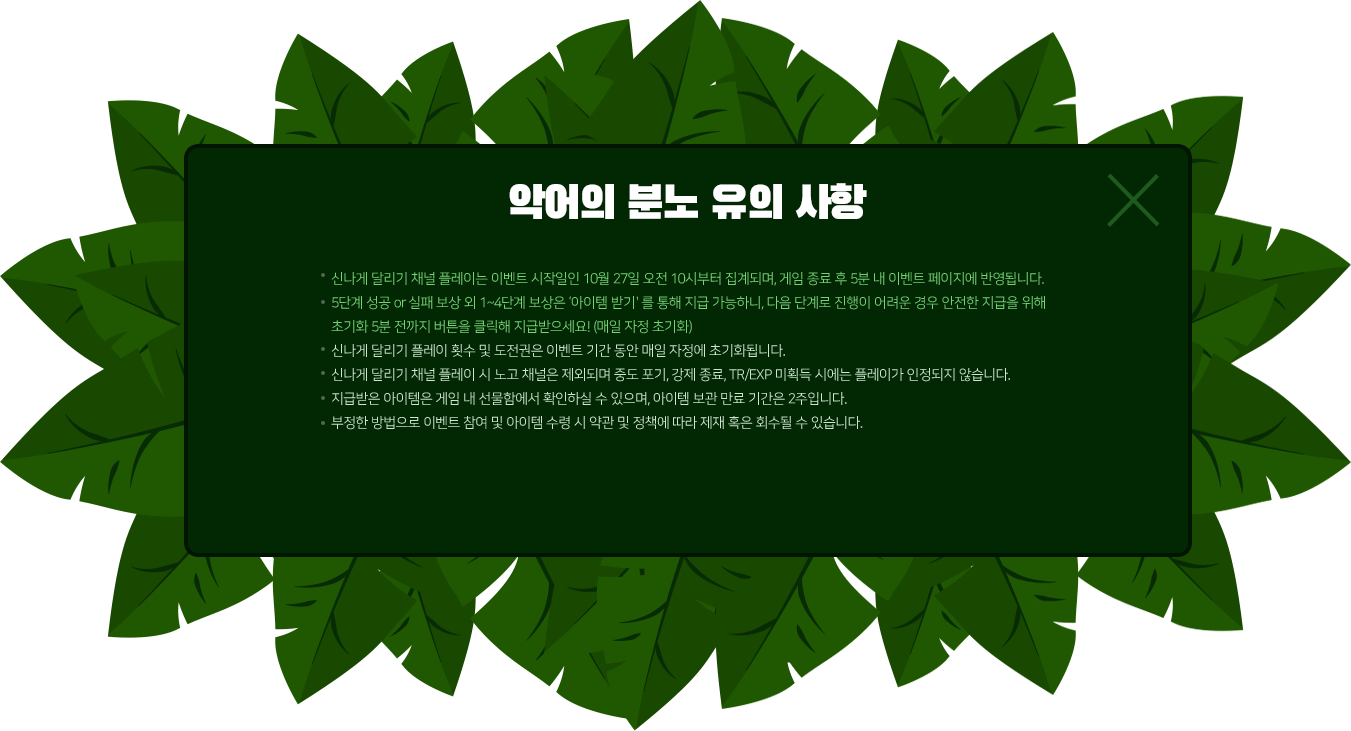 악어의 분노 유의 사항
• 신나게 달리기 채널 플레이는 이벤트 시작일인 10월 27일 오전 10시부터 집계되며, 게임 종료 후 5분 내 이벤트 페이지에 반영됩니다.
• 5단계 성공 or 실패 보상 외 1~4단계 보상은 '아이템 받기' 를 통해 지급 가능하니, 다음 단계로 진행이 어려운 경우 안전한 지급을 위해
초기화 5분 전까지 버튼을 클릭해 지급받으세요! (매일 자정 초기화)
• 신나게 달리기 플레이 횟수 및 도전권은 이벤트 기간 동안 매일 자정에 초기화됩니다.
• 신나게 달리기 채널 플레이 시 노고 채널은 제외되며 중도 포기, 강제 종료, TR/EXP 미획득 시에는 플레이가 인정되지 않습니다.
• 지급받은 아이템은 게임 내 선물함에서 확인하실 수 있으며, 아이템 보관 만료 기간은 2주입니다.
• 부정한 방법으로 이벤트 참여 및 아이템 수령 시 약관 및 정책에 따라 제재 혹은 회수될 수 있습니다.